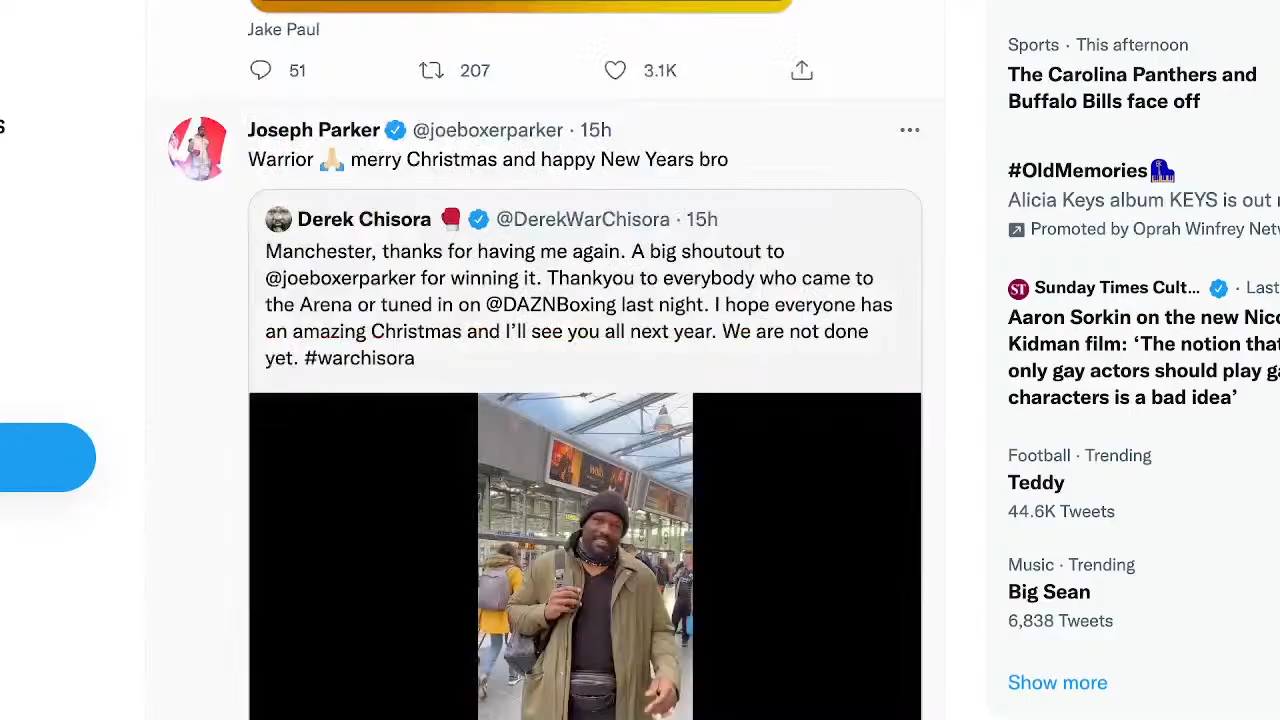 Jake Paul
51 207 3.1K
Joseph Parker @joeboxerparker · 15h
Warrior 🙏🏼 merry Christmas and happy New Years bro
Derek Chisora 🥊 @DerekWarChisora · 15h
Manchester, thanks for having me again. A big shoutout to
@joeboxerparker for winning it. Thankyou to everybody who came to
the Arena or tuned in on @DAZNBoxing last night. I hope everyone has
an amazing Christmas and I’ll see you all next year. We are not done
yet. #warchisora
s
Sports · This afternoon
The Carolina Panthers and
Buffalo Bills face off
#OldMemories
Alicia Keys album KEYS is out
Promoted by Oprah Winfrey Netw
ST Sunday Times Cult... · Last
Aaron Sorkin on the new Nico
Kidman film: ‘The notion that
only gay actors should play ga
characters is a bad idea’
Football · Trending
Teddy
44.6K Tweets
Music · Trending
Big Sean
6,838 Tweets
Show more